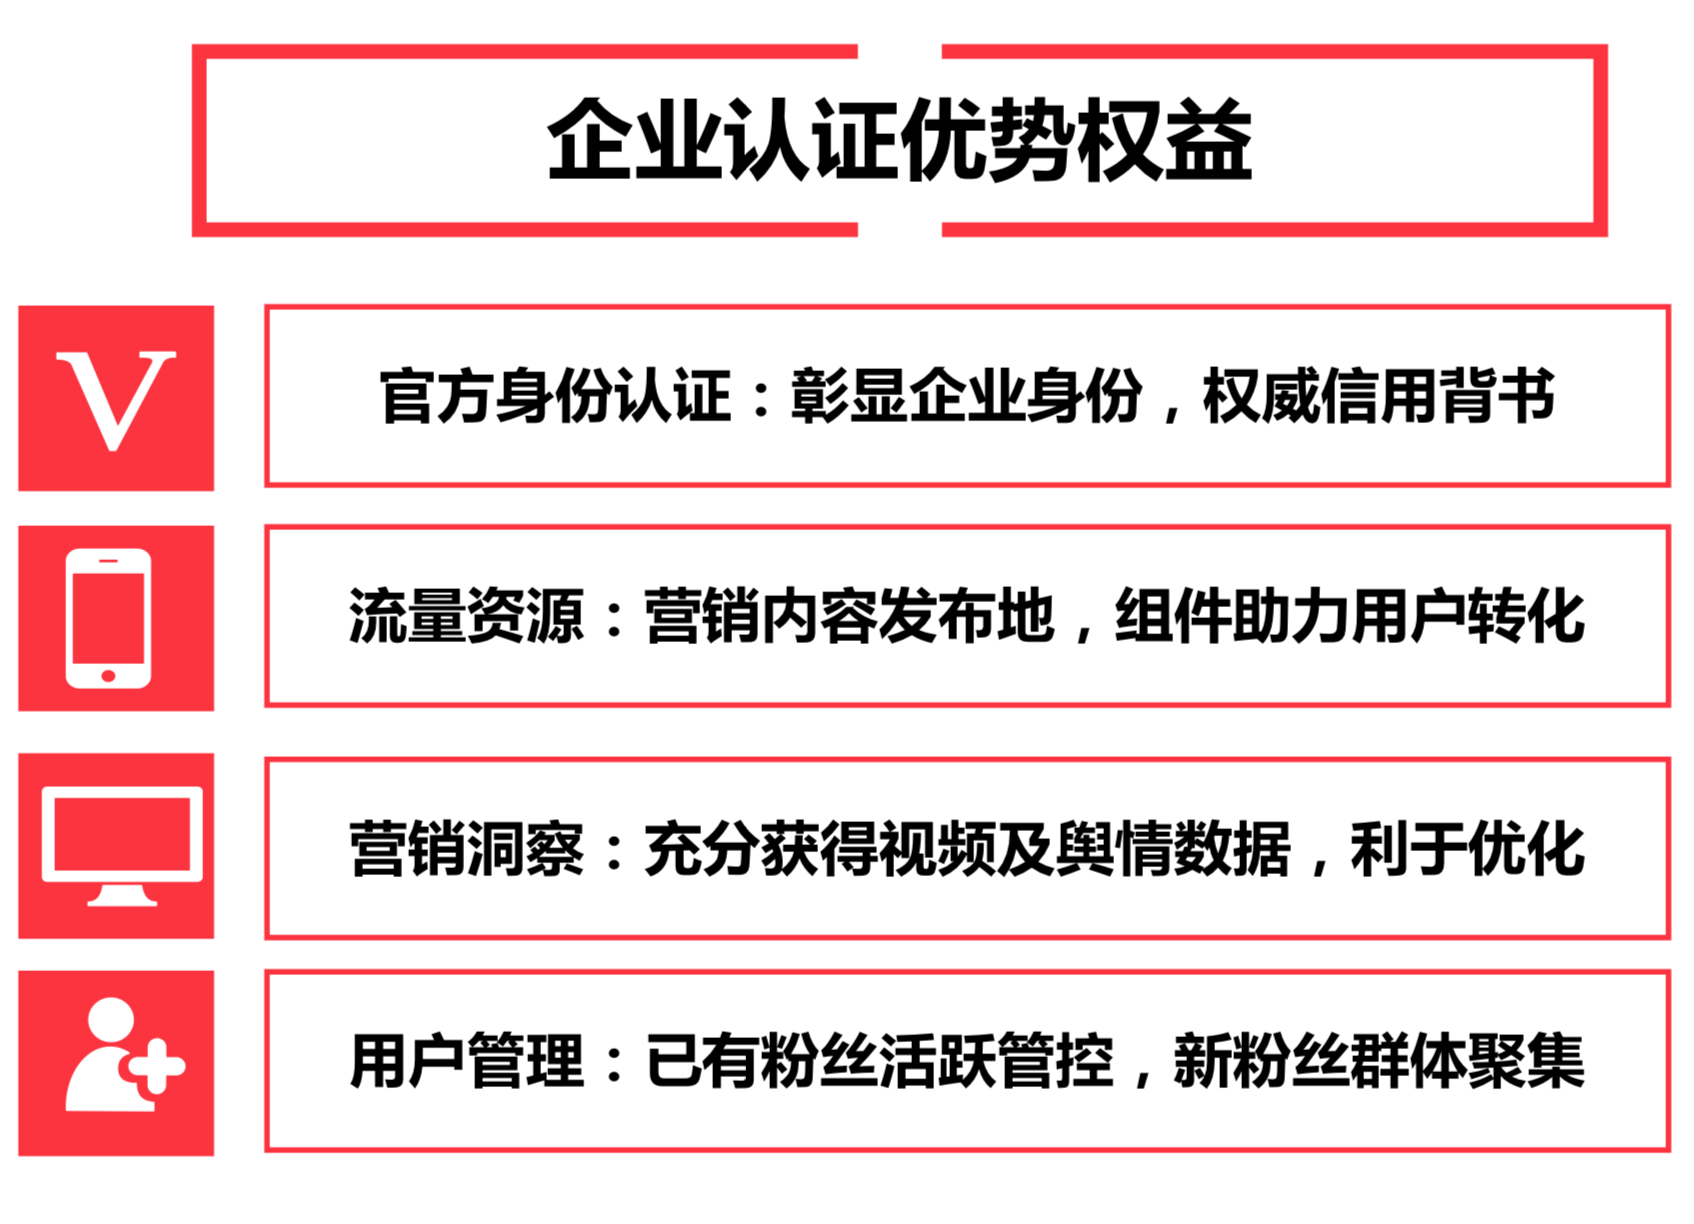 企业认证优势权益
V
官方身份认证：彰显企业身份，权威信用背书
流量资源：营销内容发布地，组件助力用户转化
营销洞察：充分获得视频及舆情数据，利于优化
用户管理：已有粉丝活跃管控，新粉丝群体聚集